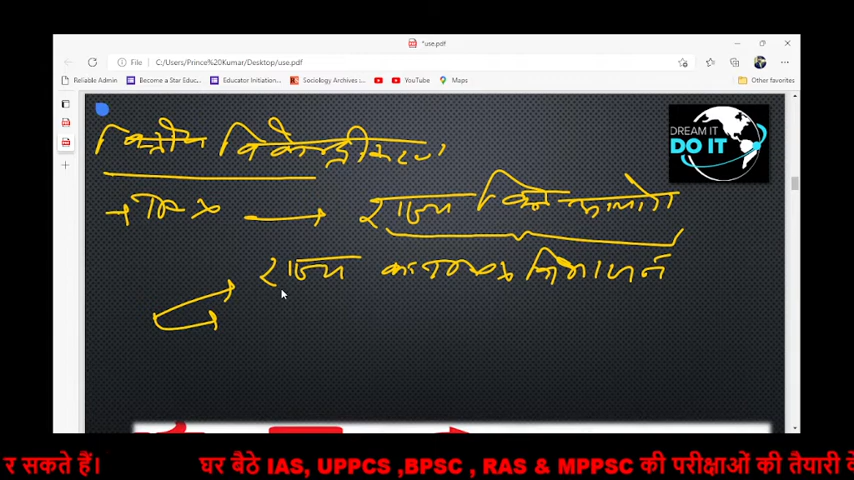 *use.pdf
File C:/Users/Prince%20Kumar/Desktop/use.pdf
Reliable Admin Become a Star Educ... Educator Initiation... Sociology Archives :... YouTube Maps Other favorites
वित्तीय विकेन्द्रीकरण
DREAM IT
DO IT
राज्य वित्त आयोग
राज्य
र सकते हैं। घर बैठे IAS, UPPCS ,BPSC , RAS & MPPSC की परीक्षाओं की तैयारी के